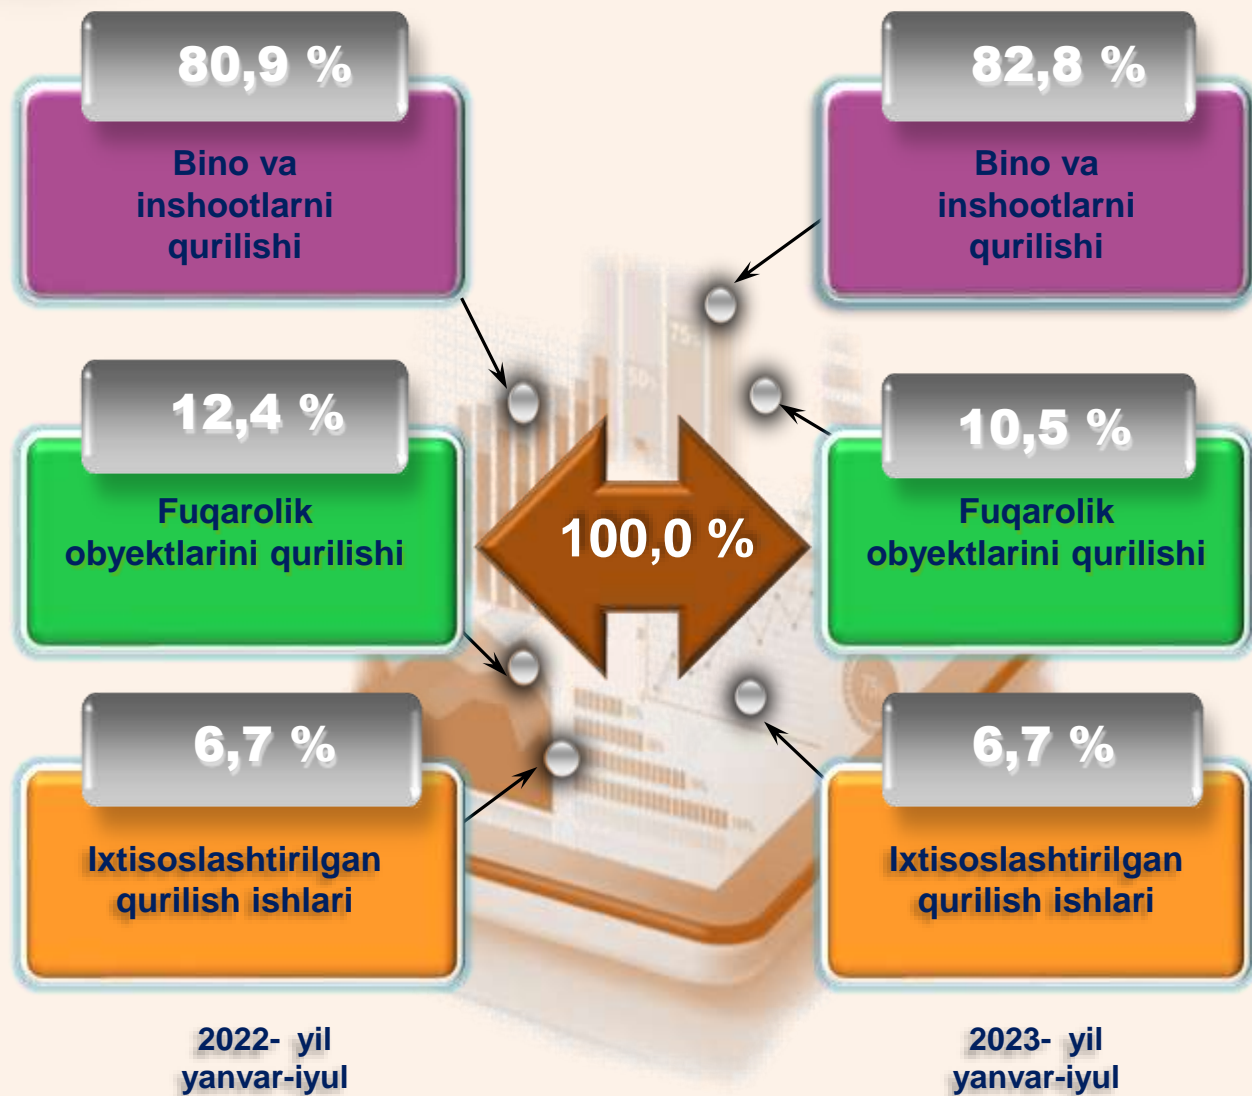 80,9 %
Bino va
inshootlarni
qurilishi
12,4 %
Fuqarolik
obyektlarini qurilishi
6,7 %
Ixtisoslashtirilgan
qurilish ishlari
2022- yil
yanvar-iyul
100,0 %
50%
75%
82,8 %
Bino va
inshootlarni
qurilishi
10,5 %
Fuqarolik
obyektlarini qurilishi
6,7 %
Ixtisoslashtirilgan
qurilish ishlari
2023- yil
yanvar-iyul